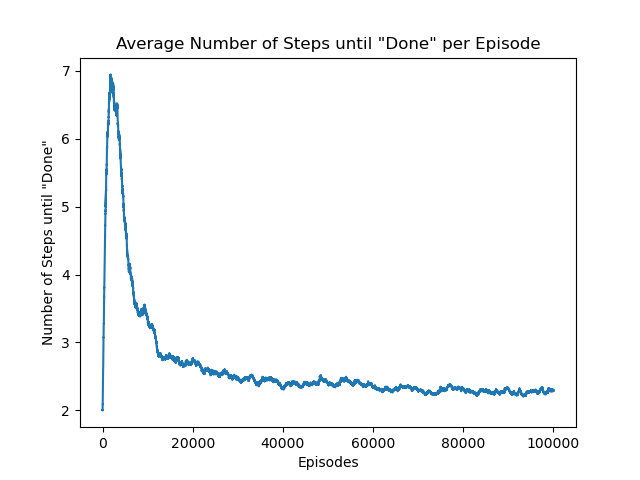 Average Number of Steps until "Done" per Episode
7
6
5
4
3
2
Number of Steps until "Done"
0 20000 40000 60000 80000 100000
Episodes